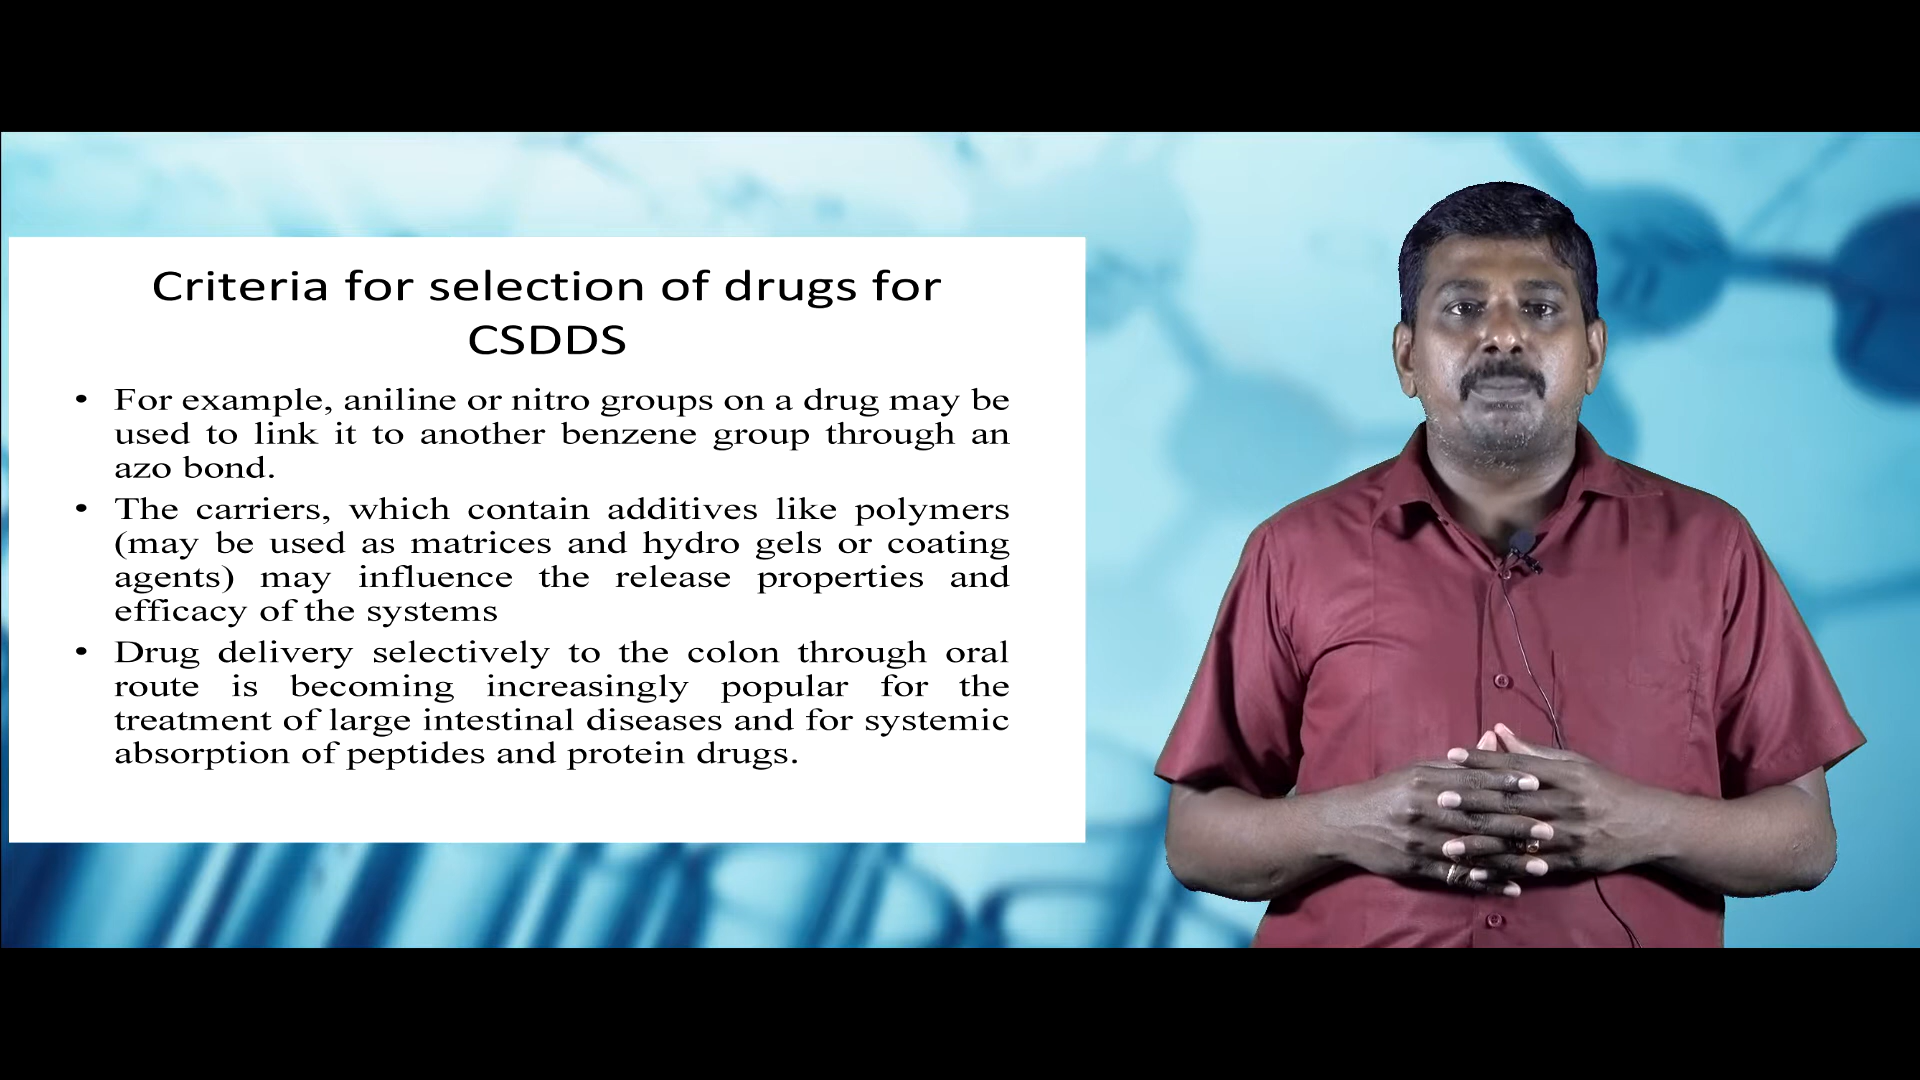 Criteria for selection of drugs for
CSDDS
• For example, aniline or nitro groups on a drug may be
used to link it to another benzene group through an
azo bond.
• The carriers, which contain additives like polymers
(may be used as matrices and hydro gels or coating
agents) may influence the release properties and
efficacy of the systems
• Drug delivery selectively to the colon through oral
route is becoming increasingly popular for the
treatment of large intestinal diseases and for systemic
absorption of peptides and protein drugs.